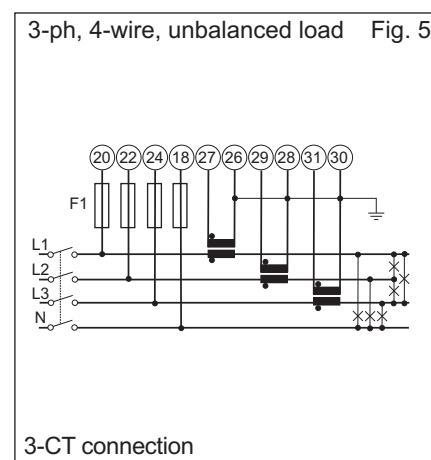 3-ph, 4-wire, unbalanced load Fig. 5
20 22 24 18 27 26 29 28 31 30
F1
L1
L2
L3
N
3-CT connection